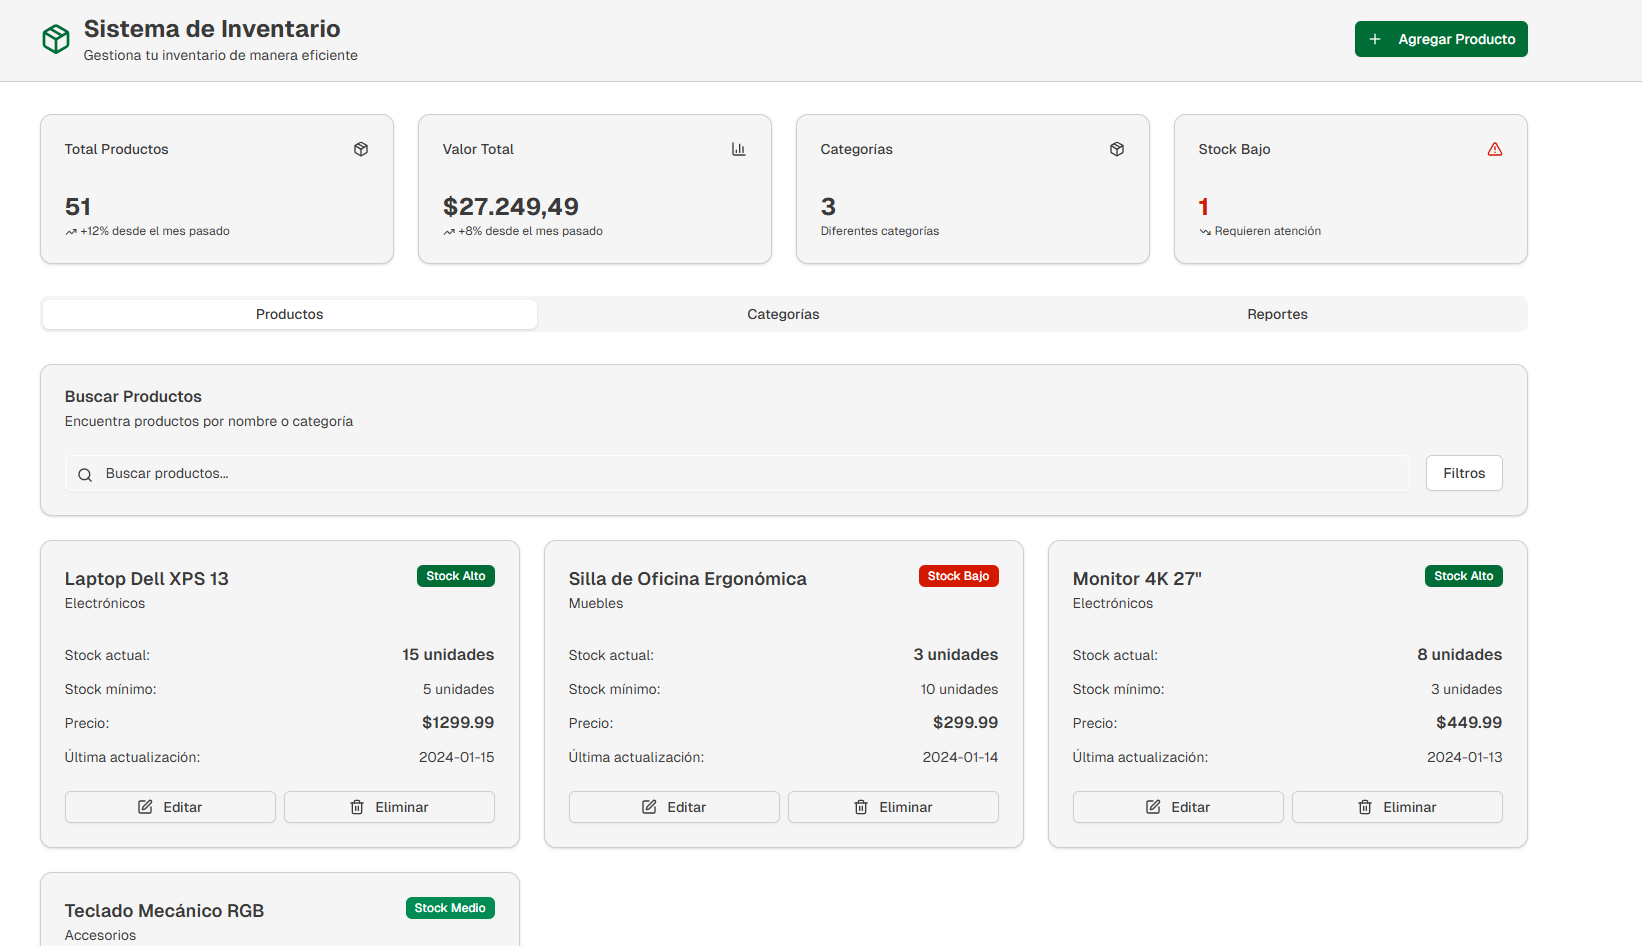 Sistema de Inventario
Gestiona tu inventario de manera eficiente
Agregar Producto
Total Productos
51
+12% desde el mes pasado
Valor Total
$27.249,49
+8% desde el mes pasado
Categorías
3
Diferentes categorías
Stock Bajo
1
Requieren atención
Productos
Categorías
Reportes
Buscar Productos
Encuentra productos por nombre o categoría
Buscar productos...
Filtros
Laptop Dell XPS 13
Stock Alto
Electrónicos
Stock actual: 15 unidades
Stock mínimo: 5 unidades
Precio: $1299.99
Última actualización: 2024-01-15
Editar
Eliminar
Silla de Oficina Ergonómica
Stock Bajo
Muebles
Stock actual: 3 unidades
Stock mínimo: 10 unidades
Precio: $299.99
Última actualización: 2024-01-14
Editar
Eliminar
Monitor 4K 27"
Stock Alto
Electrónicos
Stock actual: 8 unidades
Stock mínimo: 3 unidades
Precio: $449.99
Última actualización: 2024-01-13
Editar
Eliminar
Teclado Mecánico RGB
Stock Medio
Accesorios